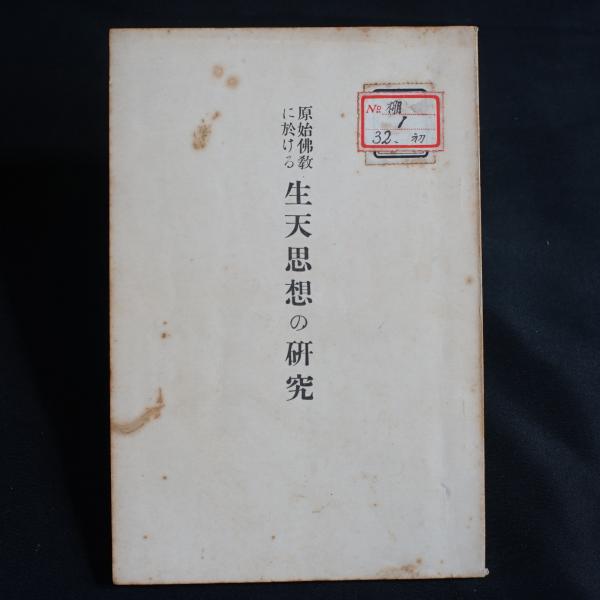 原始佛教
に於ける
生天思想の研究
No 棚
1
32、初